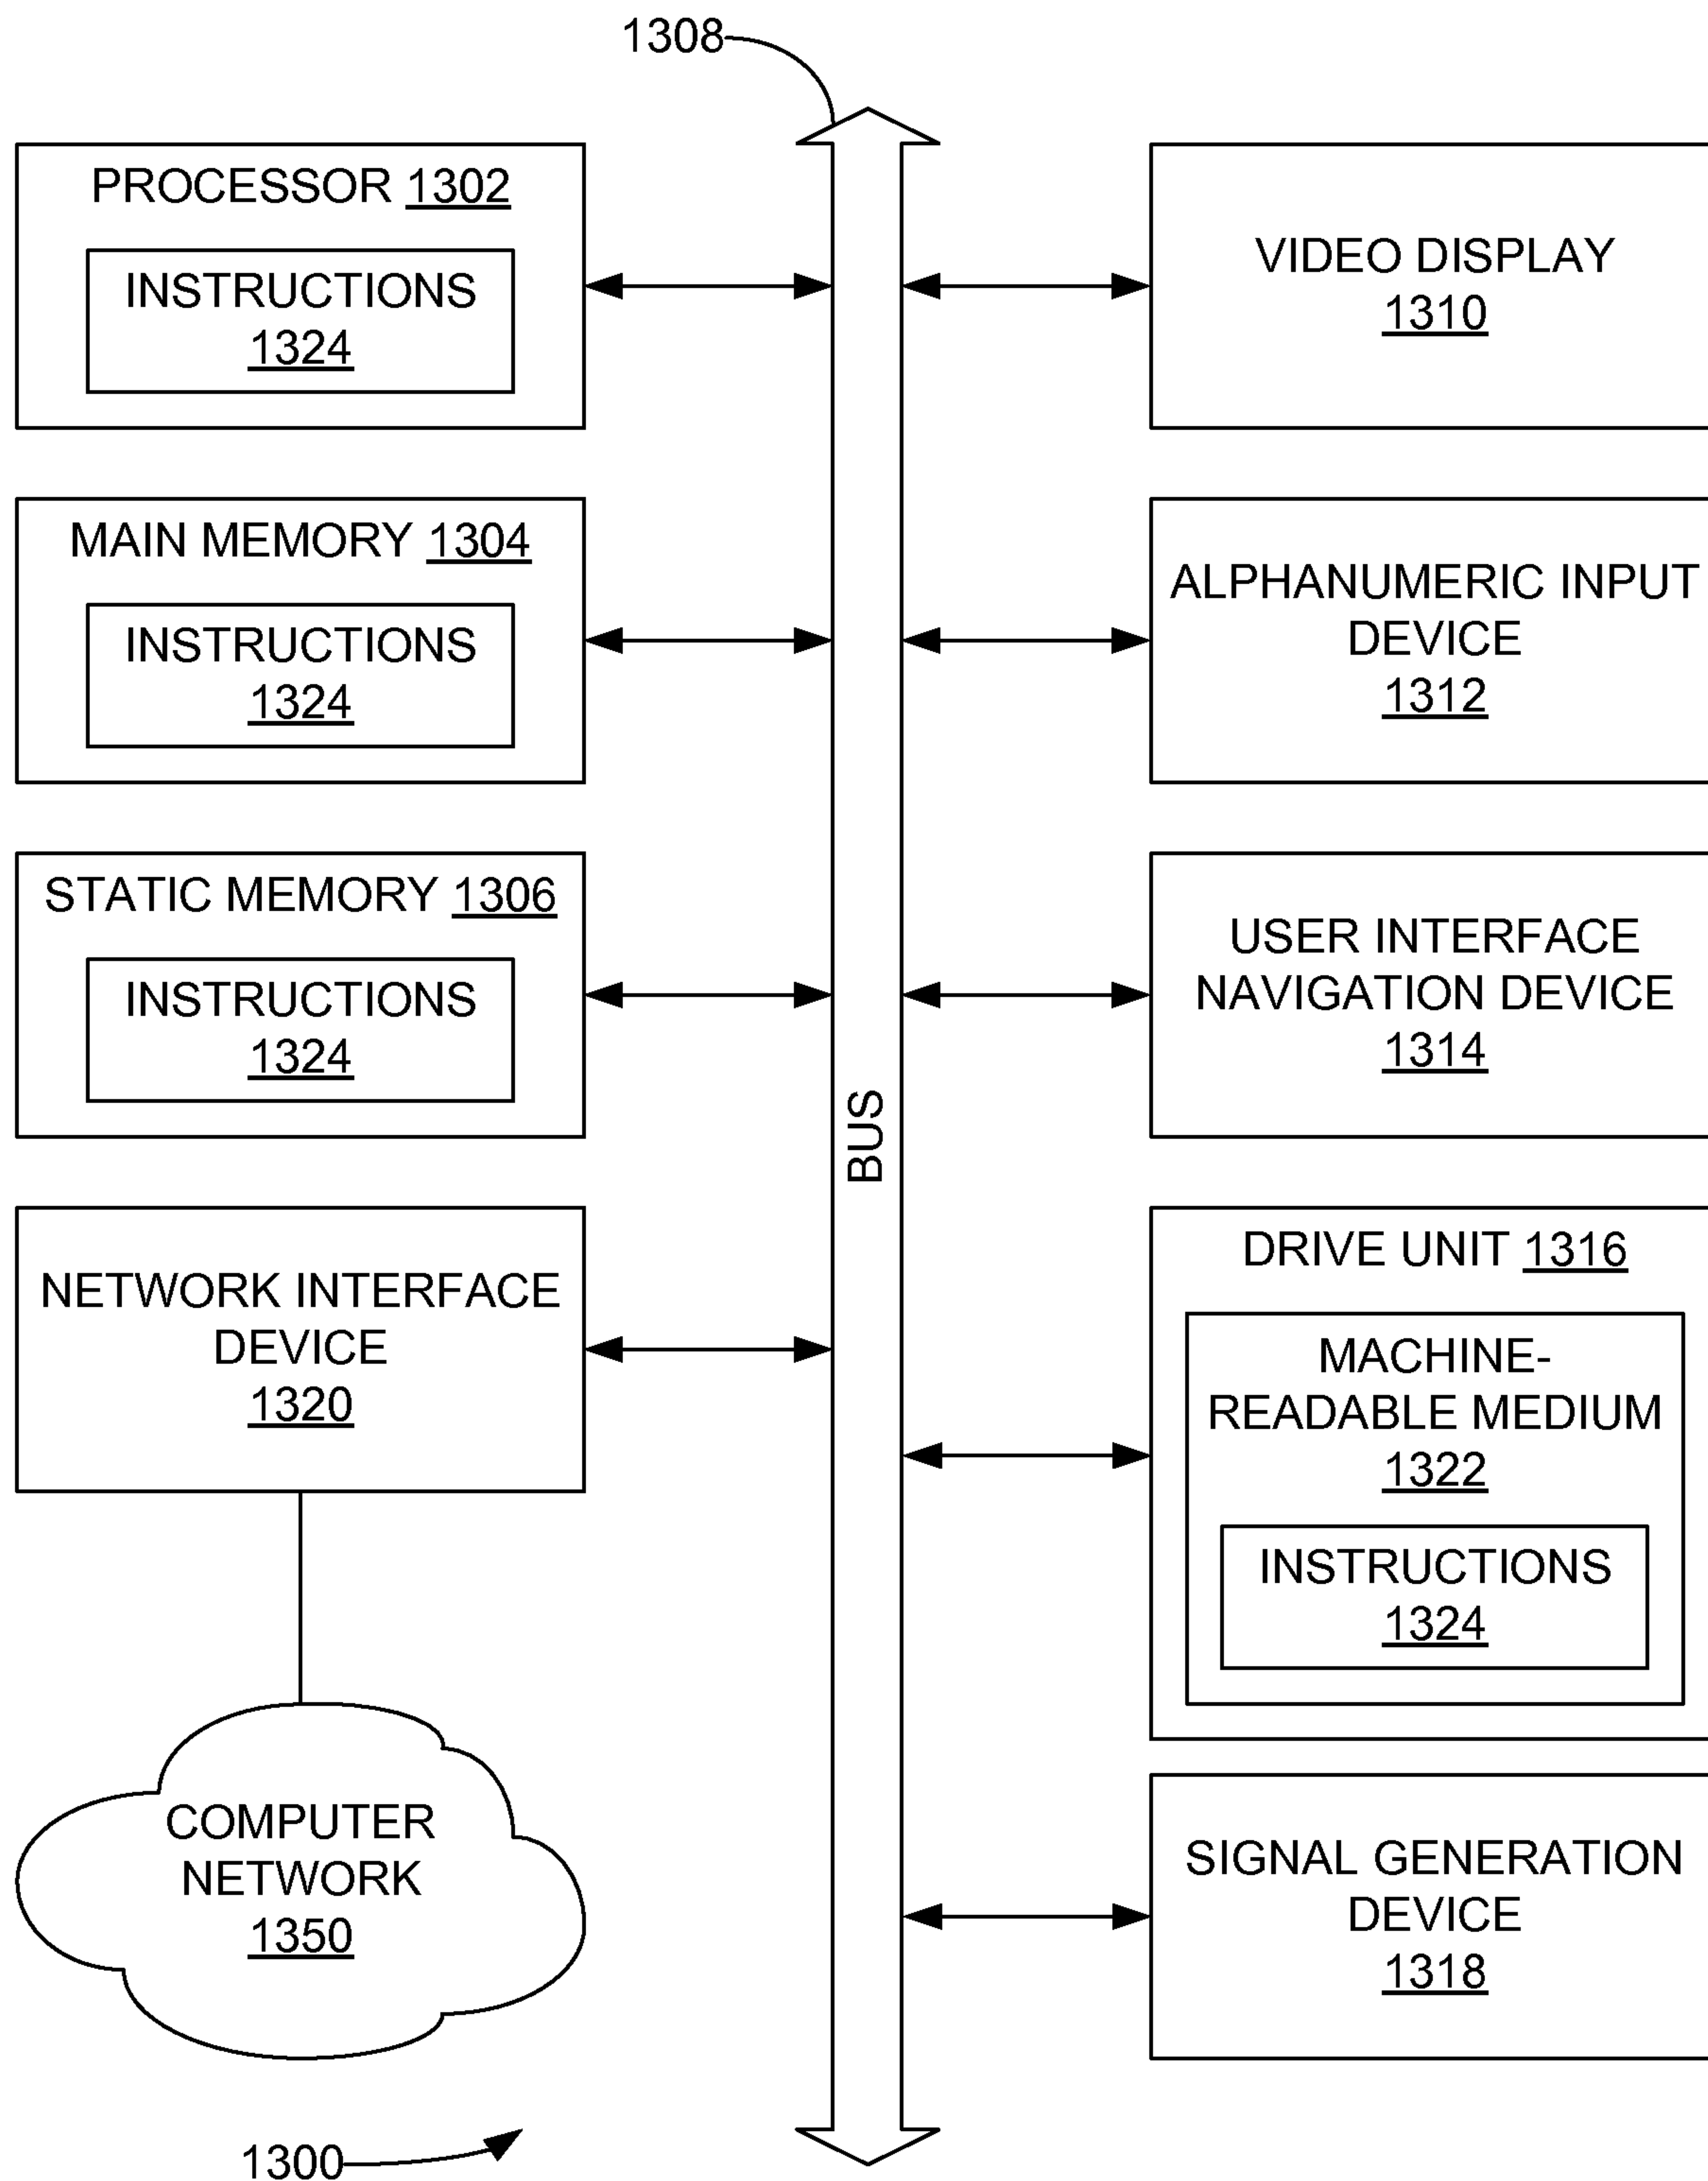 1308
PROCESSOR 1302
INSTRUCTIONS
1324
MAIN MEMORY 1304
INSTRUCTIONS
1324
STATIC MEMORY 1306
INSTRUCTIONS
1324
NETWORK INTERFACE
DEVICE
1320
COMPUTER
NETWORK
1350
1300
BUS
VIDEO DISPLAY
1310
ALPHANUMERIC INPUT
DEVICE
1312
USER INTERFACE
NAVIGATION DEVICE
1314
DRIVE UNIT 1316
MACHINE-
READABLE MEDIUM
1322
INSTRUCTIONS
1324
SIGNAL GENERATION
DEVICE
1318